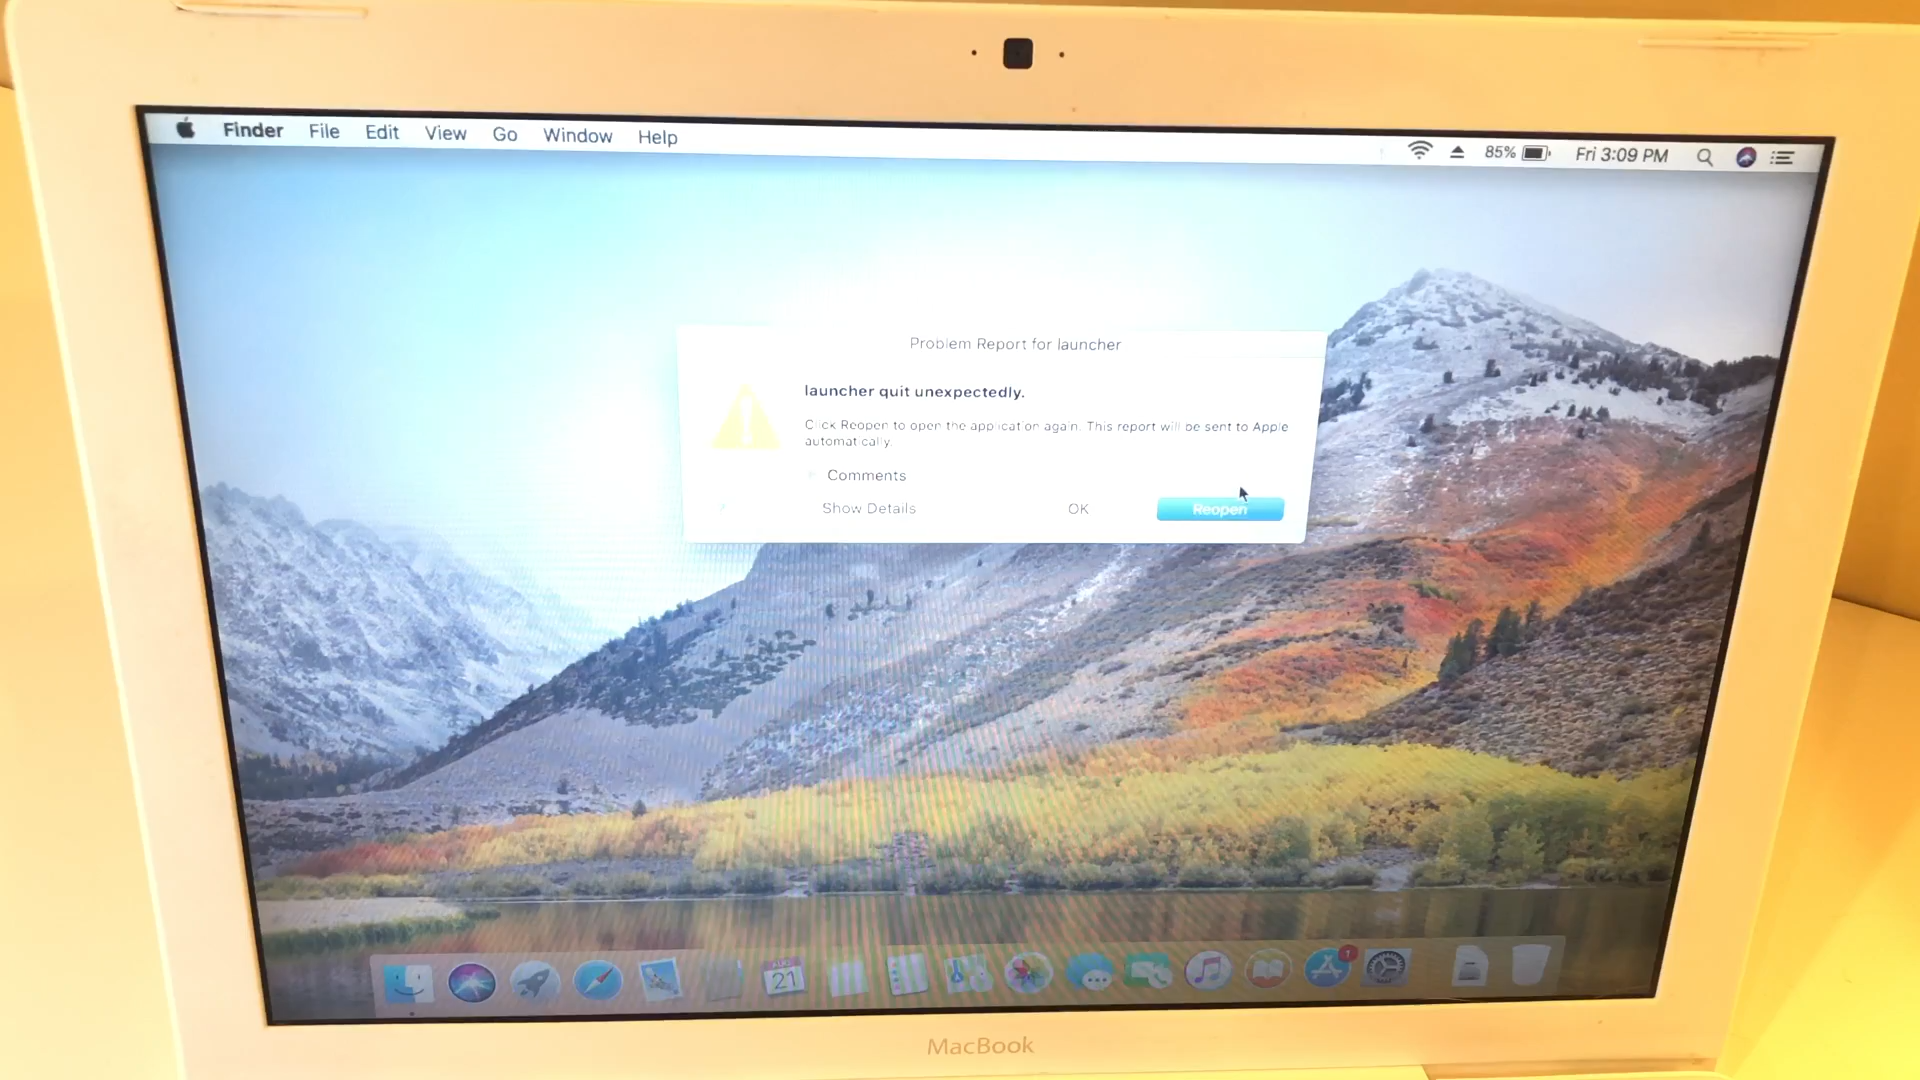 Finder File Edit View Go Window Help
85% Fri 3:09 PM
Problem Report for launcher
launcher quit unexpectedly.
Click Reopen to open the application again. This report will be sent to Apple
automatically.
Comments
Show Details OK Reopen
21
1
MacBook